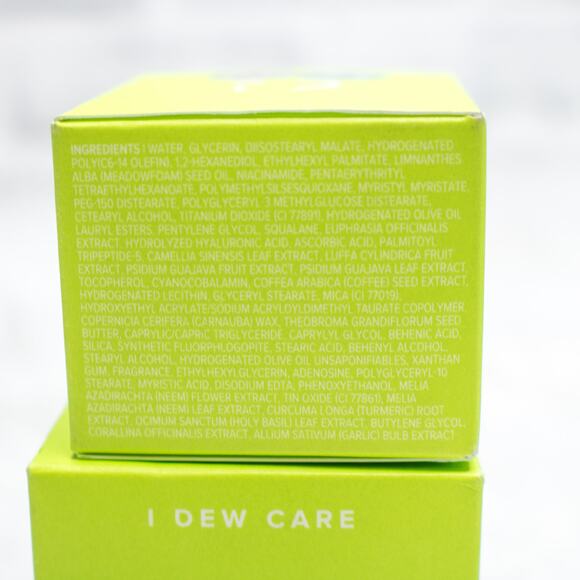 INGREDIENTS | WATER, GLYCERIN, DIISOSTEARYL MALATE, HYDROGENATED
POLY(C6-14 OLEFIN), 1,2-HEXANEDIOL, ETHYLHEXYL PALMITATE, LIMNANTHES
ALBA (MEADOWFOAM) SEED OIL, NIACINAMIDE, PENTAERYTHRITYL
TETRAETHYLHEXANOATE, POLYMETHYLSILSESQUIOXANE, MYRISTYL MYRISTATE,
PEG-150 DISTEARATE, POLYGLYCERYL-3 METHYLGLUCOSE DISTEARATE,
CETEARYL ALCOHOL, TITANIUM DIOXIDE (CI 77891), HYDROGENATED OLIVE OIL
LAURYL ESTERS, PENTYLENE GLYCOL, SQUALANE, EUPHRASIA OFFICINALIS
EXTRACT, HYDROLYZED HYALURONIC ACID, ASCORBIC ACID, PALMITOYL
TRIPEPTIDE-5, CAMELLIA SINENSIS LEAF EXTRACT, LUFFA CYLINDRICA FRUIT
EXTRACT, PSIDIUM GUAJAVA FRUIT EXTRACT, PSIDIUM GUAJAVA LEAF EXTRACT,
TOCOPHEROL, CYANOCOBALAMIN, COFFEA ARABICA (COFFEE) SEED EXTRACT,
HYDROGENATED LECITHIN, GLYCERYL STEARATE, MICA (CI 77019),
HYDROXYETHYL ACRYLATE/SODIUM ACRYLOYLDIMETHYL TAURATE COPOLYMER,
COPERNICIA CERIFERA (CARNAUBA) WAX, THEOBROMA GRANDIFLORUM SEED
BUTTER, CAPRYLIC/CAPRIC TRIGLYCERIDE, CAPRYLYL GLYCOL, BEHENIC ACID,
SILICA, SYNTHETIC FLUORPHLOGOPITE, STEARIC ACID, BEHENYL ALCOHOL,
STEARYL ALCOHOL, HYDROGENATED OLIVE OIL UNSAPONIFIABLES, XANTHAN
GUM, FRAGRANCE, ETHYLHEXYL GLYCERIN, ADENOSINE, POLYGLYCERYL-10
STEARATE, MYRISTIC ACID, DISODIUM EDTA, PHENOXYETHANOL, MELIA
AZADIRACHTA (NEEM) FLOWER EXTRACT, TIN OXIDE (CI 77861), MELIA
AZADIRACHTA (NEEM) LEAF EXTRACT, CURCUMA LONGA (TURMERIC) ROOT
EXTRACT, OCIMUM SANCTUM (HOLY BASIL) LEAF EXTRACT, BUTYLENE GLYCOL,
CORALLINA OFFICINALIS EXTRACT, ALLIUM SATIVUM (GARLIC) BULB EXTRACT
I DEW CARE